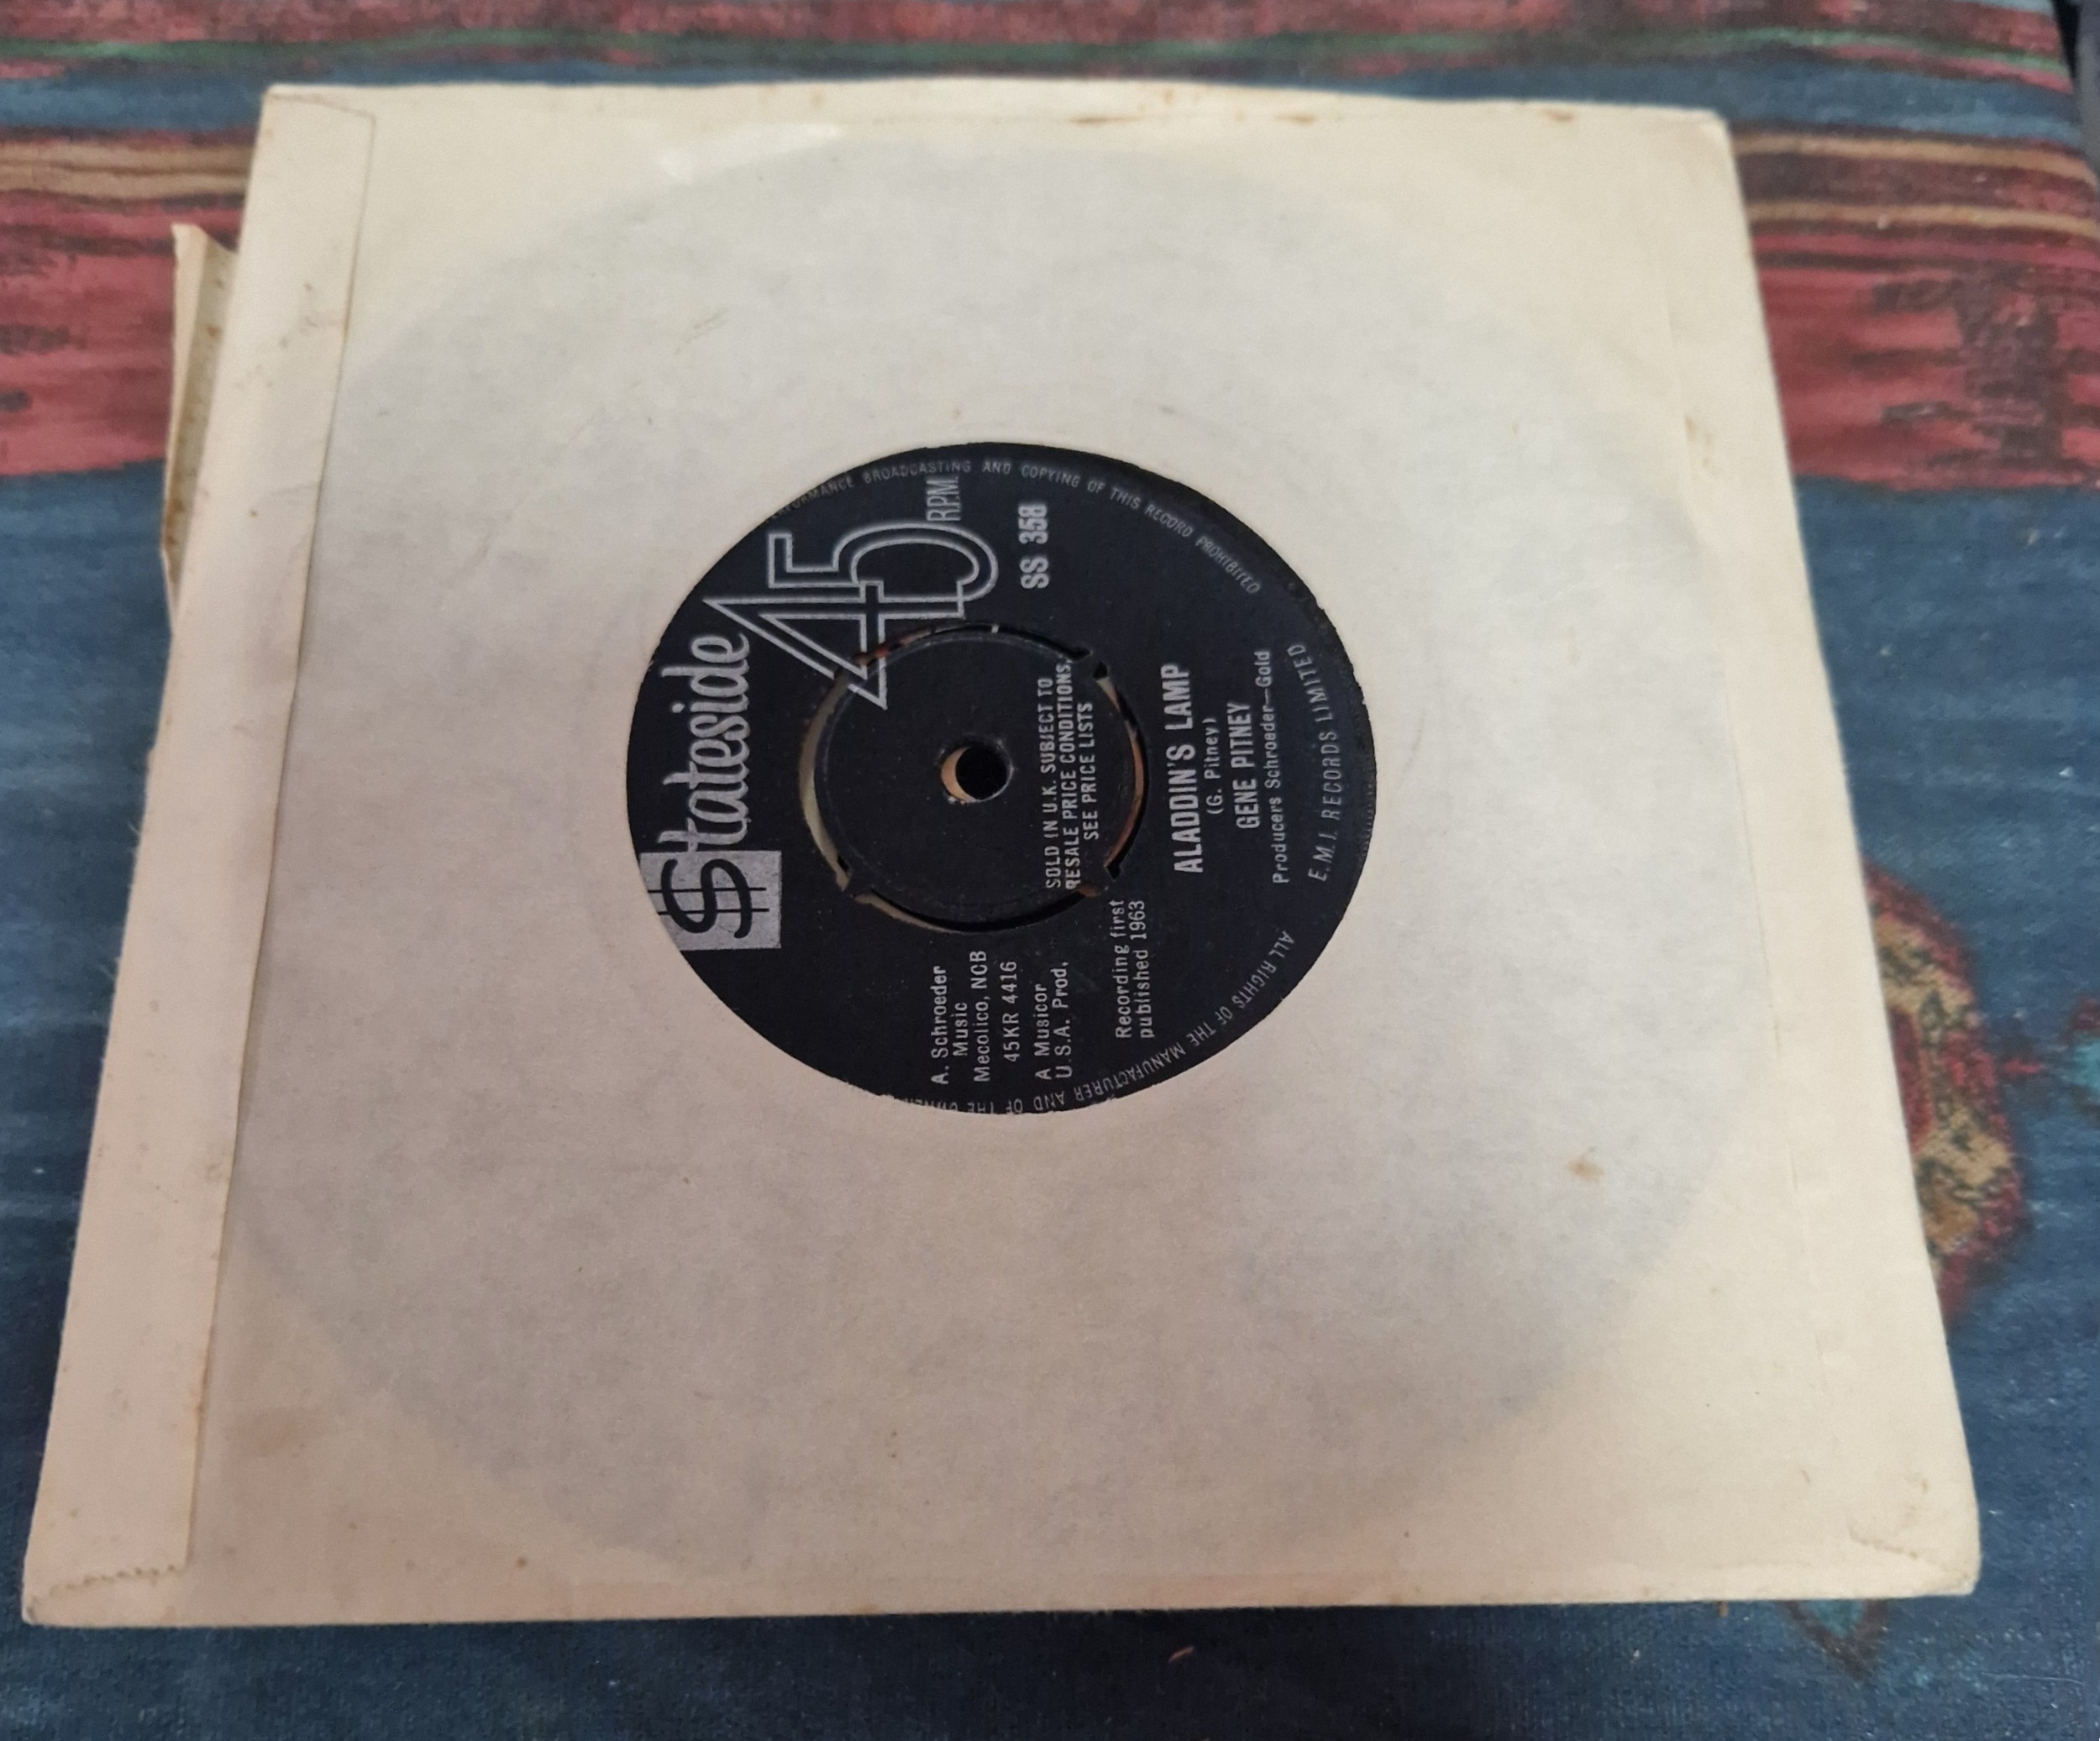 Stateside
45 RPM
SS 358
A. Schroeder
Music
Mecolico, NCB
45KR 4416
A Musicor
U.S.A. Prod.
Recording first
published 1963
SOLD IN U.K. SUBJECT TO
RESALE PRICE CONDITIONS,
SEE PRICE LISTS
ALADDIN'S LAMP
(G. Pitney)
GENE PITNEY
Producers Schroeder—Gold
E.M.I. RECORDS LIMITED
ALL RIGHTS OF THE MANUFACTURER AND OF THE
BROADCASTING AND COPYING OF THIS RECORD PROHIBITED